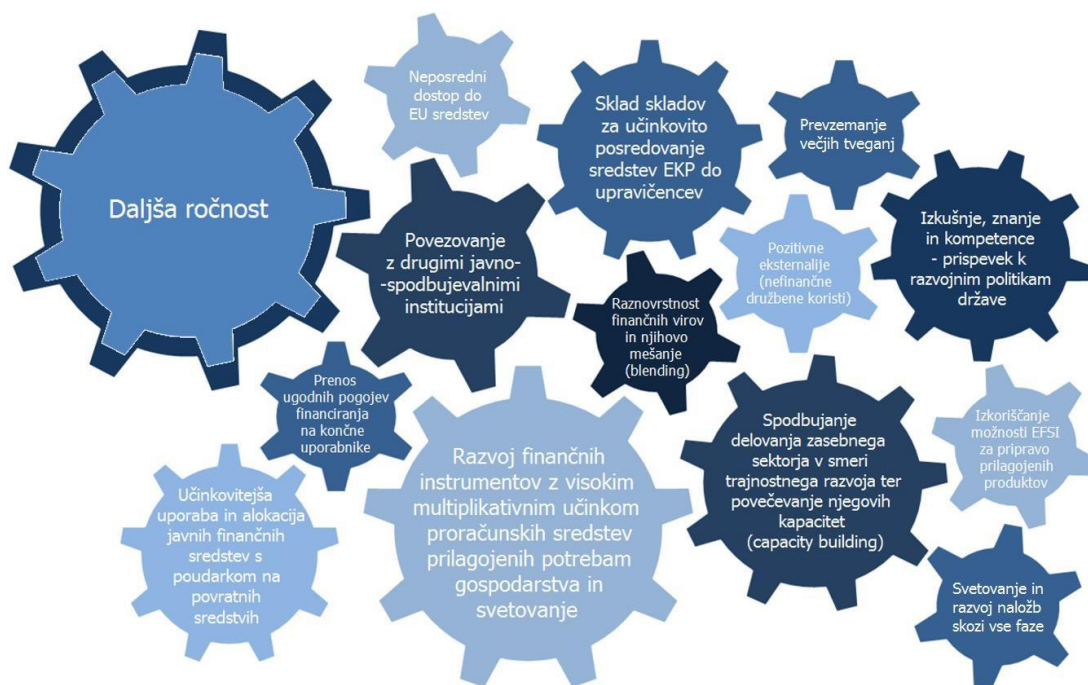 Daljša ročnost
Neposredni
dostop do
EU sredstev
Sklad skladov
za učinkovito
posredovanje
sredstev EKP do
upravičencev
Prevzemanje
večjih tveganj
Povezovanje
z drugimi javno-
-spodbujevalnimi
institucijami
Pozitivne
eksternalije
(nefinančne
družbene koristi)
Izkušnje, znanje
in kompetence
- prispevek k
razvojnim politikam
države
Raznovrstnost
finančnih virov
in njihovo
mešanje
(blending)
Prenos
ugodnih pogojev
financiranja
na končne
uporabnike
Razvoj finančnih
instrumentov z visokim
multiplikativnim učinkom
proračunskih sredstev
prilagojenih potrebam
gospodarstva in
svetovanje
Spodbujanje
delovanja zasebnega
sektorja v smeri
trajnostnega razvoja ter
povečevanje njegovih
kapacitet
(capacity building)
Izkoriščanje
možnosti EFSI
za pripravo
prilagojenih
produktov
Učinkovitejša
uporaba in alokacija
javnih finančnih
sredstev s
poudarkom na
povratnih
sredstvih
Svetovanje in
razvoj naložb
skozi vse faze